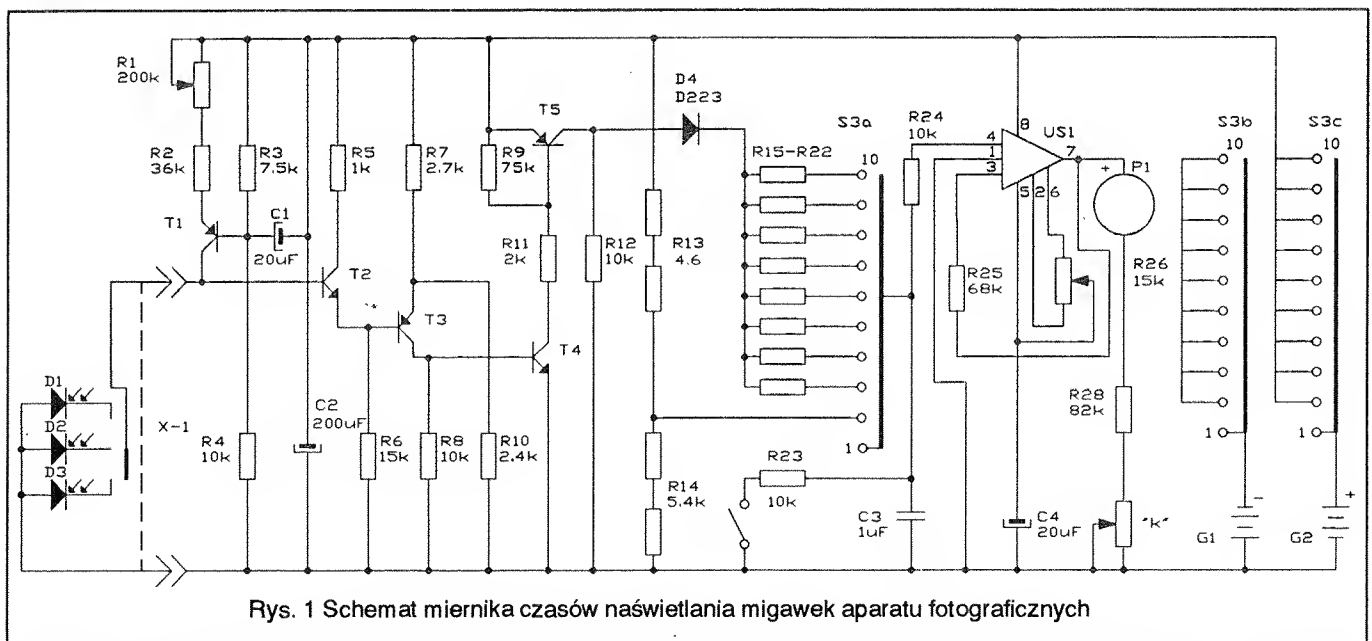 R1
200k
R2
36k
R3
7.5k
T1
C1
20uF
R5
1k
T2
R7
2.7k
R9
75k
T5
R11
2k
T3
T4
R12
10k
D4
D223
R13
4.6
R15-R22
S3a
10
1
R24
10k
4
1
3
8
US1
7
5 2 6
P1
R25
68k
R26
15k
S3b
10
1
S3c
10
1
D1
D2
D3
X-1
R4
10k
C2
200uF
R6
15k
R8
10k
R10
2.4k
R14
5.4k
R23
10k
C3
1uF
C4
20uF
R28
82k
"k"
G1
-
G2
+
Rys. 1 Schemat miernika czasów naświetlania migawek aparatu fotograficznych